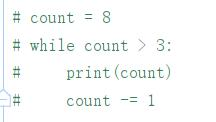 # count = 8
# while count > 3:
#     print(count)
#     count -= 1